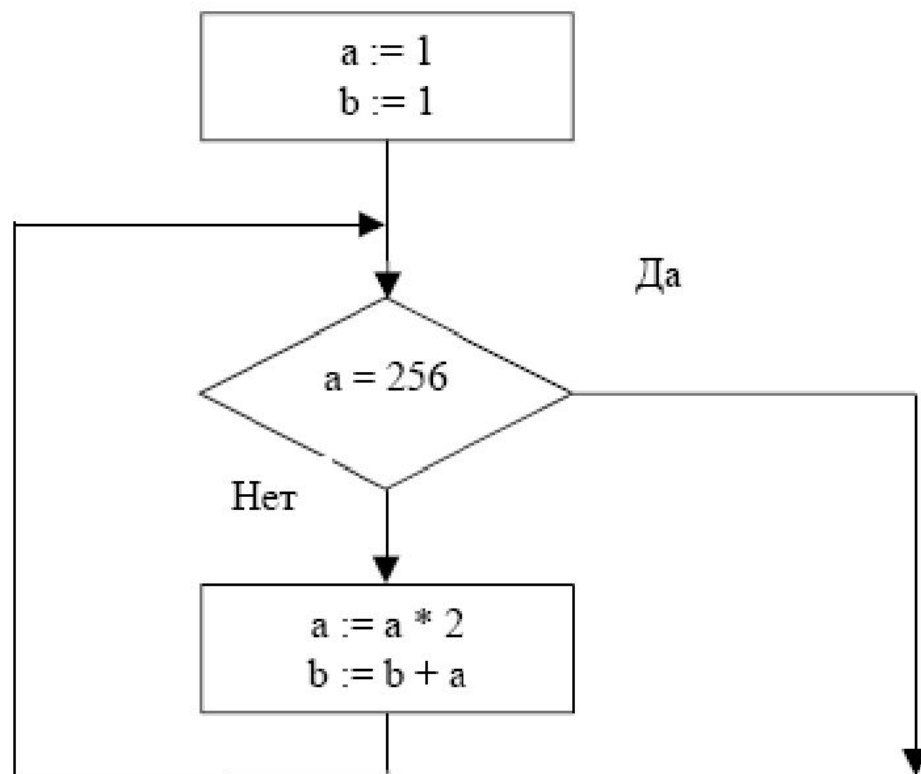 a := 1
b := 1
Да
a = 256
Нет
a := a * 2
b := b + a